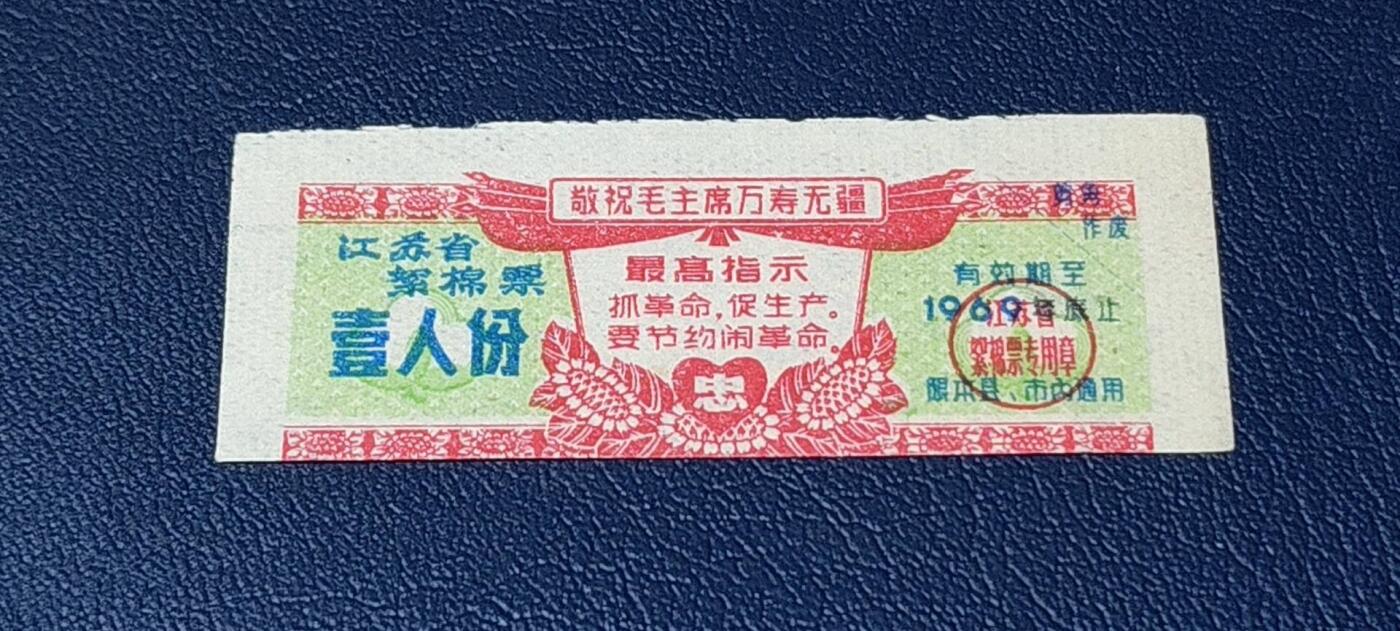 敬祝毛主席万寿无疆
江苏省
絮棉票
壹人份
最高指示
抓革命,促生产。
要节约闹革命。
忠
剪角
作废
有效期至
1969年底止
江苏省
絮棉票专用章
限本县、市内通用